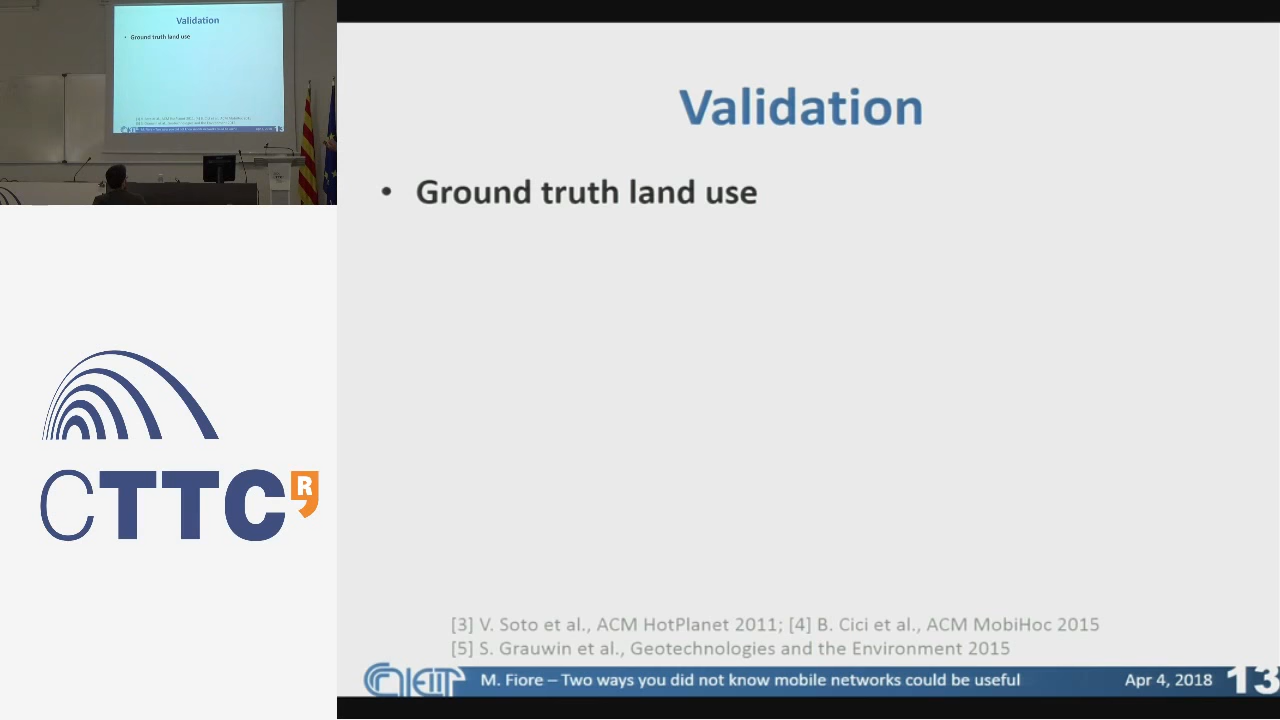 Validation
• Ground truth land use
CTTC
R
Validation
• Ground truth land use
[3] V. Soto et al., ACM HotPlanet 2011; [4] B. Cici et al., ACM MobiHoc 2015
[5] S. Grauwin et al., Geotechnologies and the Environment 2015
M. Fiore – Two ways you did not know mobile networks could be useful
Apr 4, 2018
13